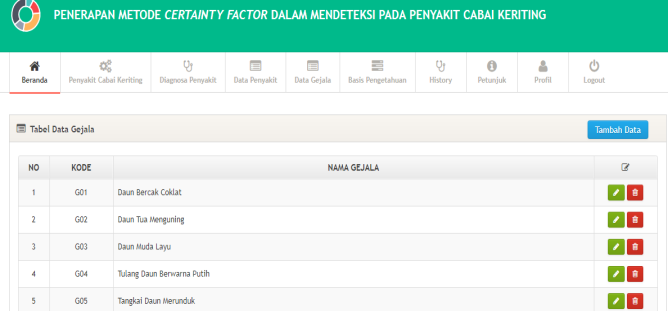 PENERAPAN METODE CERTAINTY FACTOR DALAM MENDETEKSI PADA PENYAKIT CABAI KERITING
Beranda Penyakit Cabai Keriting Diagnosa Penyakit Data Penyakit Data Gejala Basis Pengetahuan History Petunjuk Profil Logout
Tabel Data Gejala Tambah Data
NO KODE NAMA GEJALA
1 G01 Daun Bercak Coklat
2 G02 Daun Tua Menguning
3 G03 Daun Muda Layu
4 G04 Tulang Daun Berwarna Putih
5 G05 Tangkai Daun Merunduk